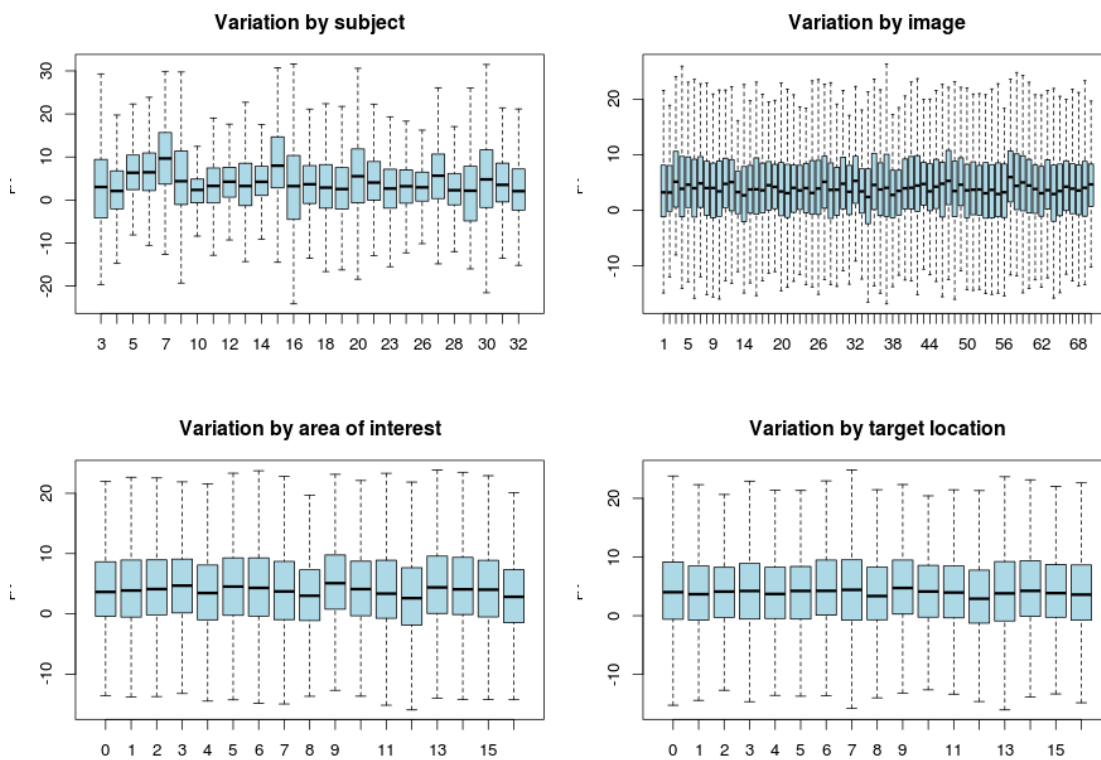 Variation by subject
30
20
10
0
-10
-20
3 5 7 10 12 14 16 18 20 23 26 28 30 32
Variation by image
20
10
0
-10
1 5 9 14 20 26 32 38 44 50 56 62 68
Variation by area of interest
20
10
0
-10
0 1 2 3 4 5 6 7 8 9 11 13 15
Variation by target location
20
10
0
-10
0 1 2 3 4 5 6 7 8 9 11 13 15